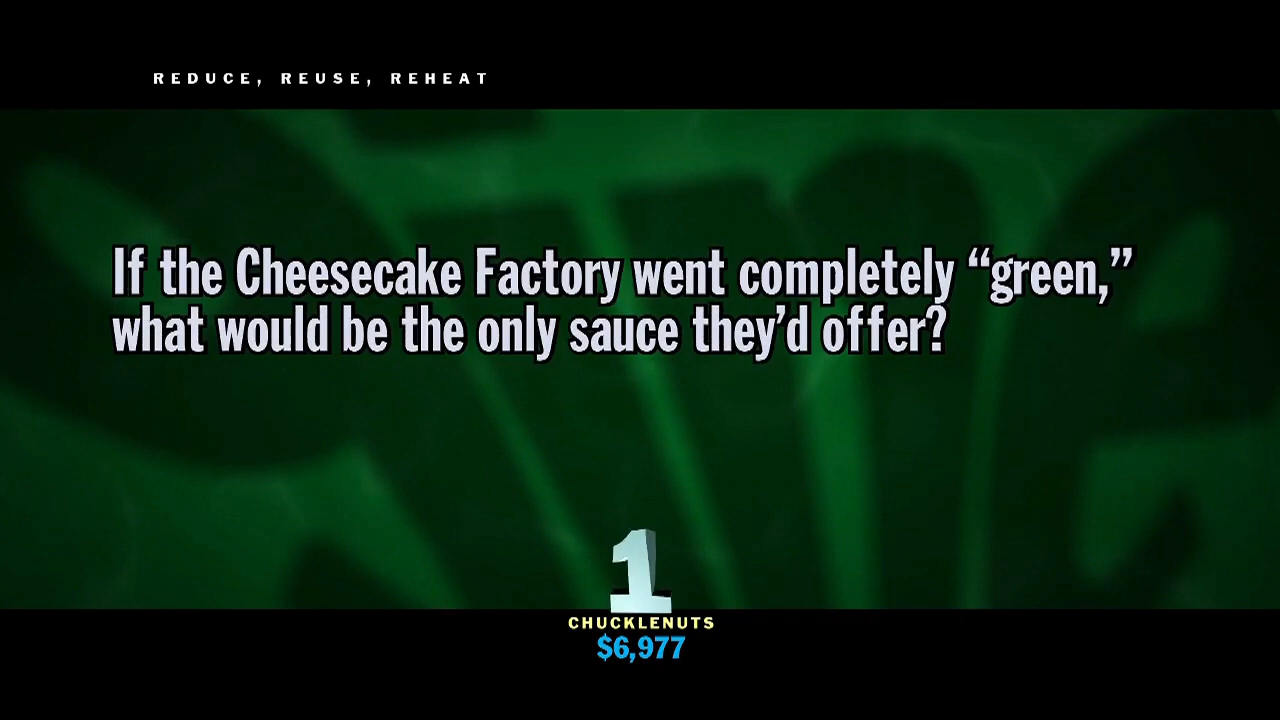 REDUCE, REUSE, REHEAT
If the Cheesecake Factory went completely “green,”
what would be the only sauce they’d offer?
1
CHUCKLENUTS
$6,977